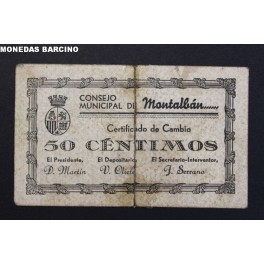 MONEDAS BARCINO
CONSEJO
MUNICIPAL DE Montalbán
Certificado de Cambio
50 CÉNTIMOS
El Presidente, El Depositario, El Secretario-Interventor,
D. Martín V. J. Serrano